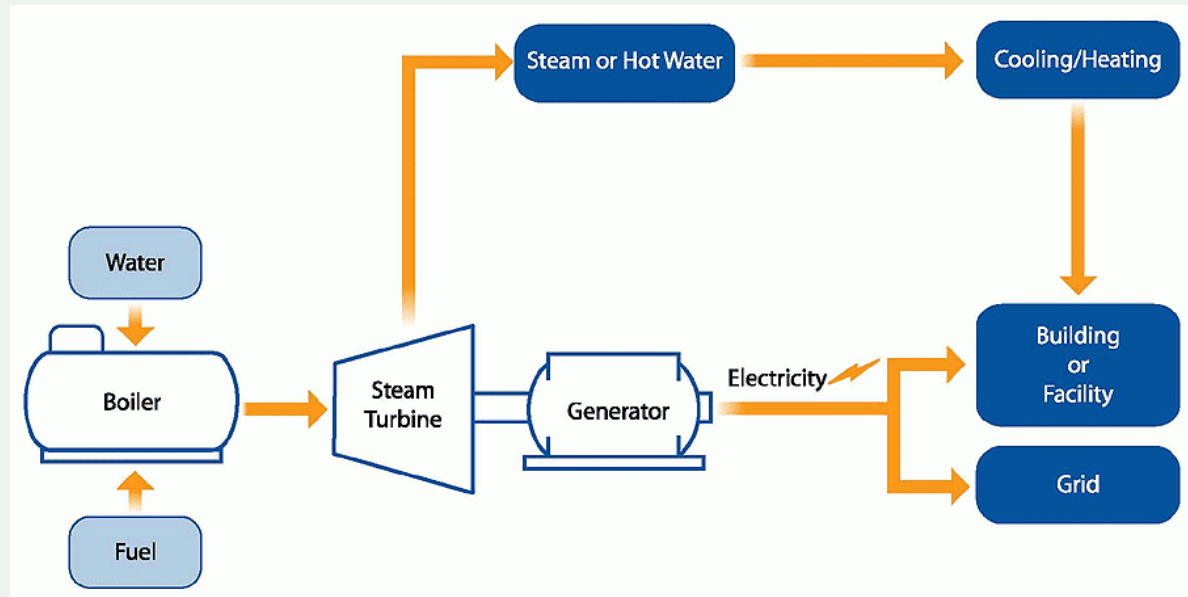 Steam or Hot Water
Cooling/Heating
Water
Boiler
Fuel
Steam
Turbine
Generator
Electricity
Building
or
Facility
Grid